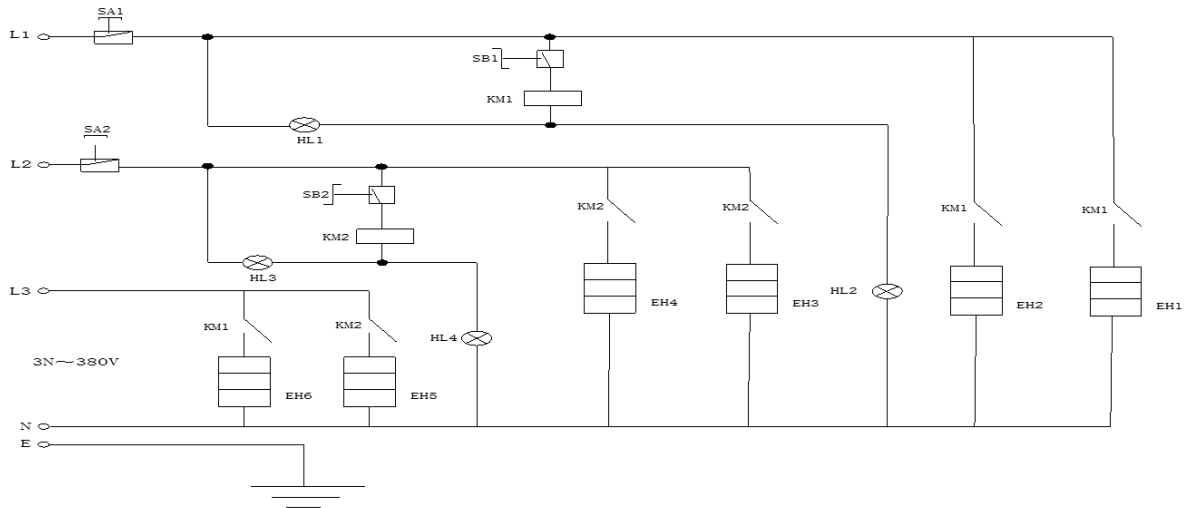 SA1
L1
SB1
KM1
HL1
SA2
L2
SB2
KM2
HL3
KM2
KM2
KM1
KM1
L3
EH4
EH3
HL2
EH2
EH1
KM1
KM2
HL4
3N～380V
EH6
EH5
N
E